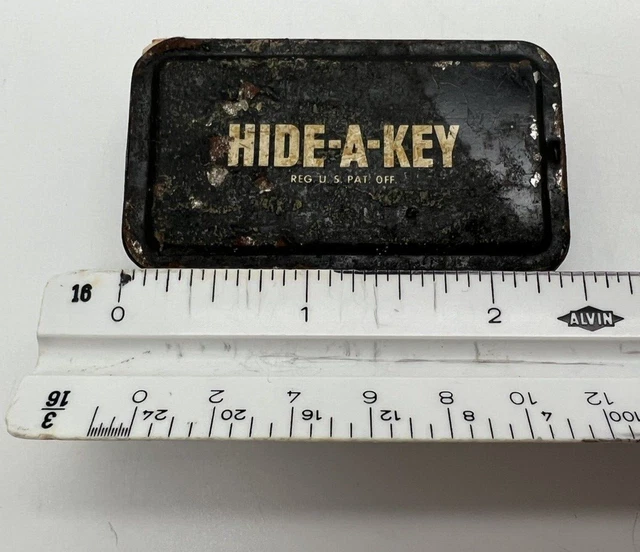 HIDE-A-KEY
REG. U. S. PAT. OFF.
16
0 1 2
ALVIN
3/16
0 2 4 6 8 10 12
24 20 16 12 8 4 100